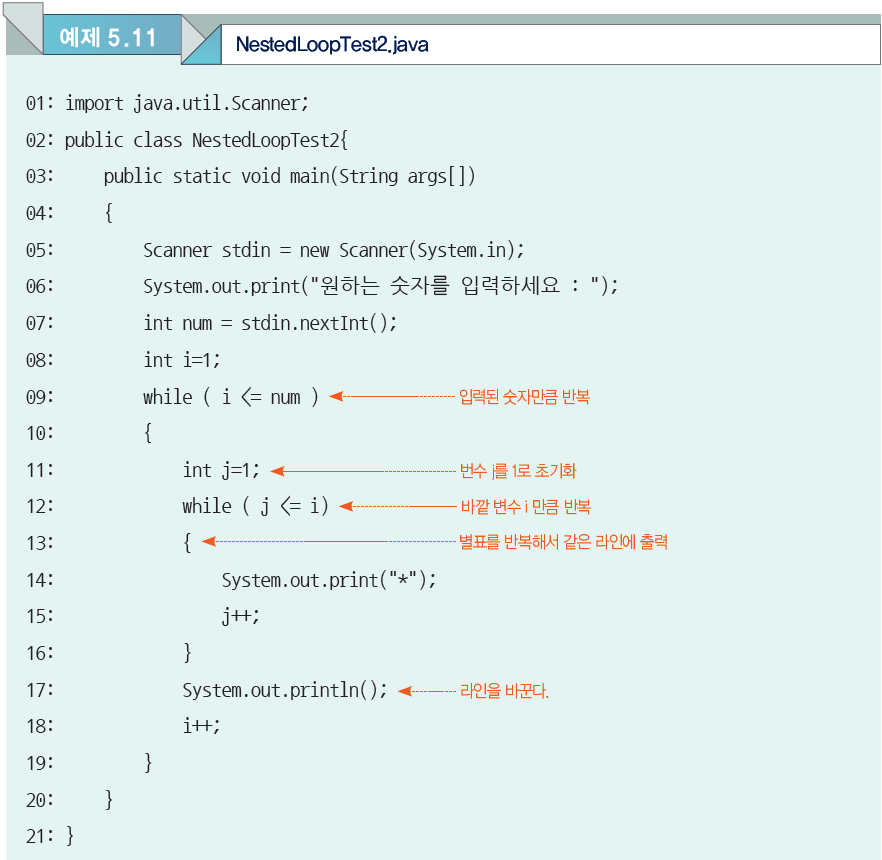 예제 5.11
NestedLoopTest2.java
01: import java.util.Scanner;
02: public class NestedLoopTest2{
03: public static void main(String args[])
04: {
05: Scanner stdin = new Scanner(System.in);
06: System.out.print("원하는 숫자를 입력하세요 : ");
07: int num = stdin.nextInt();
08: int i=1;
09: while ( i <= num ) 입력된 숫자만큼 반복
10: {
11: int j=1; 변수 j를 1로 초기화
12: while ( j <= i) 바깥 변수 i 만큼 반복
13: { 별표를 반복해서 같은 라인에 출력
14: System.out.print("*");
15: j++;
16: }
17: System.out.println(); 라인을 바꾼다.
18: i++;
19: }
20: }
21: }